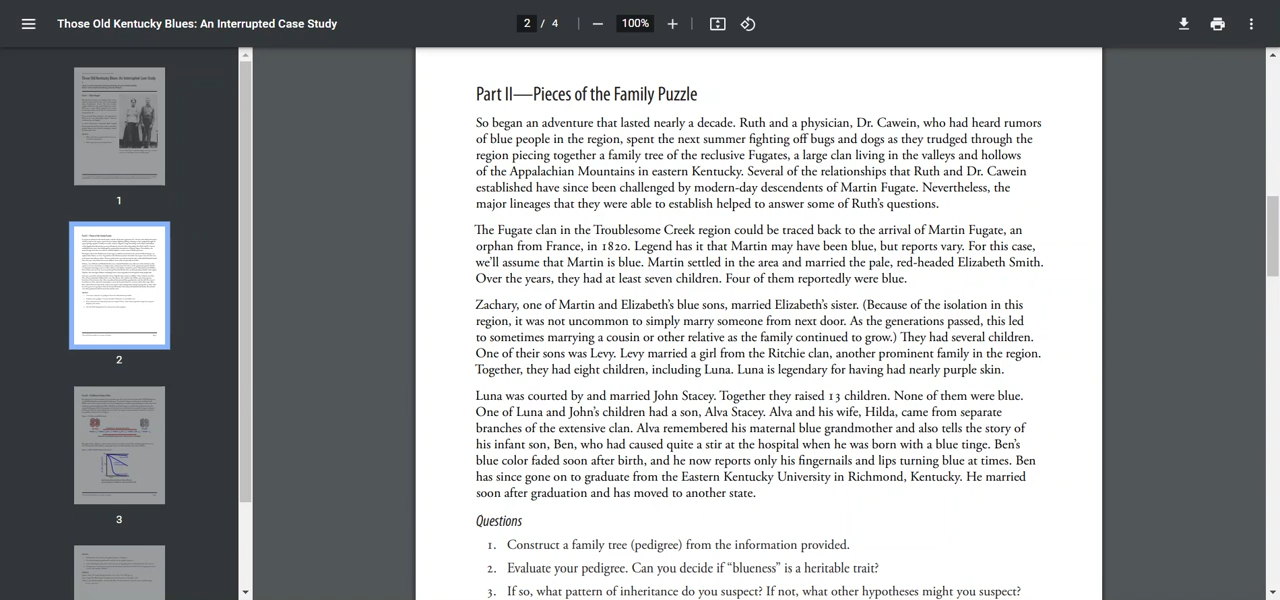 Those Old Kentucky Blues: An Interrupted Case Study
2 / 4
100%
1
2
3
Part II—Pieces of the Family Puzzle
So began an adventure that lasted nearly a decade. Ruth and a physician, Dr. Cawein, who had heard rumors
of blue people in the region, spent the next summer fighting off bugs and dogs as they trudged through the
region piecing together a family tree of the reclusive Fugates, a large clan living in the valleys and hollows
of the Appalachian Mountains in eastern Kentucky. Several of the relationships that Ruth and Dr. Cawein
established have since been challenged by modern-day descendents of Martin Fugate. Nevertheless, the
major lineages that they were able to establish helped to answer some of Ruth's questions.
The Fugate clan in the Troublesome Creek region could be traced back to the arrival of Martin Fugate, an
orphan from France, in 1820. Legend has it that Martin may have been blue, but reports vary. For this case,
we'll assume that Martin is blue. Martin settled in the area and married the pale, red-headed Elizabeth Smith.
Over the years, they had at least seven children. Four of them reportedly were blue.
Zachary, one of Martin and Elizabeth's blue sons, married Elizabeth's sister. (Because of the isolation in this
region, it was not uncommon to simply marry someone from next door. As the generations passed, this led
to sometimes marrying a cousin or other relative as the family continued to grow.) They had several children.
One of their sons was Levy. Levy married a girl from the Ritchie clan, another prominent family in the region.
Together, they had eight children, including Luna. Luna is legendary for having had nearly purple skin.
Luna was courted by and married John Stacey. Together they raised 13 children. None of them were blue.
One of Luna and John's children had a son, Alva Stacey. Alva and his wife, Hilda, came from separate
branches of the extensive clan. Alva remembered his maternal blue grandmother and also tells the story of
his infant son, Ben, who had caused quite a stir at the hospital when he was born with a blue tinge. Ben's
blue color faded soon after birth, and he now reports only his fingernails and lips turning blue at times. Ben
has since gone on to graduate from the Eastern Kentucky University in Richmond, Kentucky. He married
soon after graduation and has moved to another state.
Questions
1. Construct a family tree (pedigree) from the information provided.
2. Evaluate your pedigree. Can you decide if "blueness" is a heritable trait?
3. If so, what pattern of inheritance do you suspect? If not, what other hypotheses might you suspect?